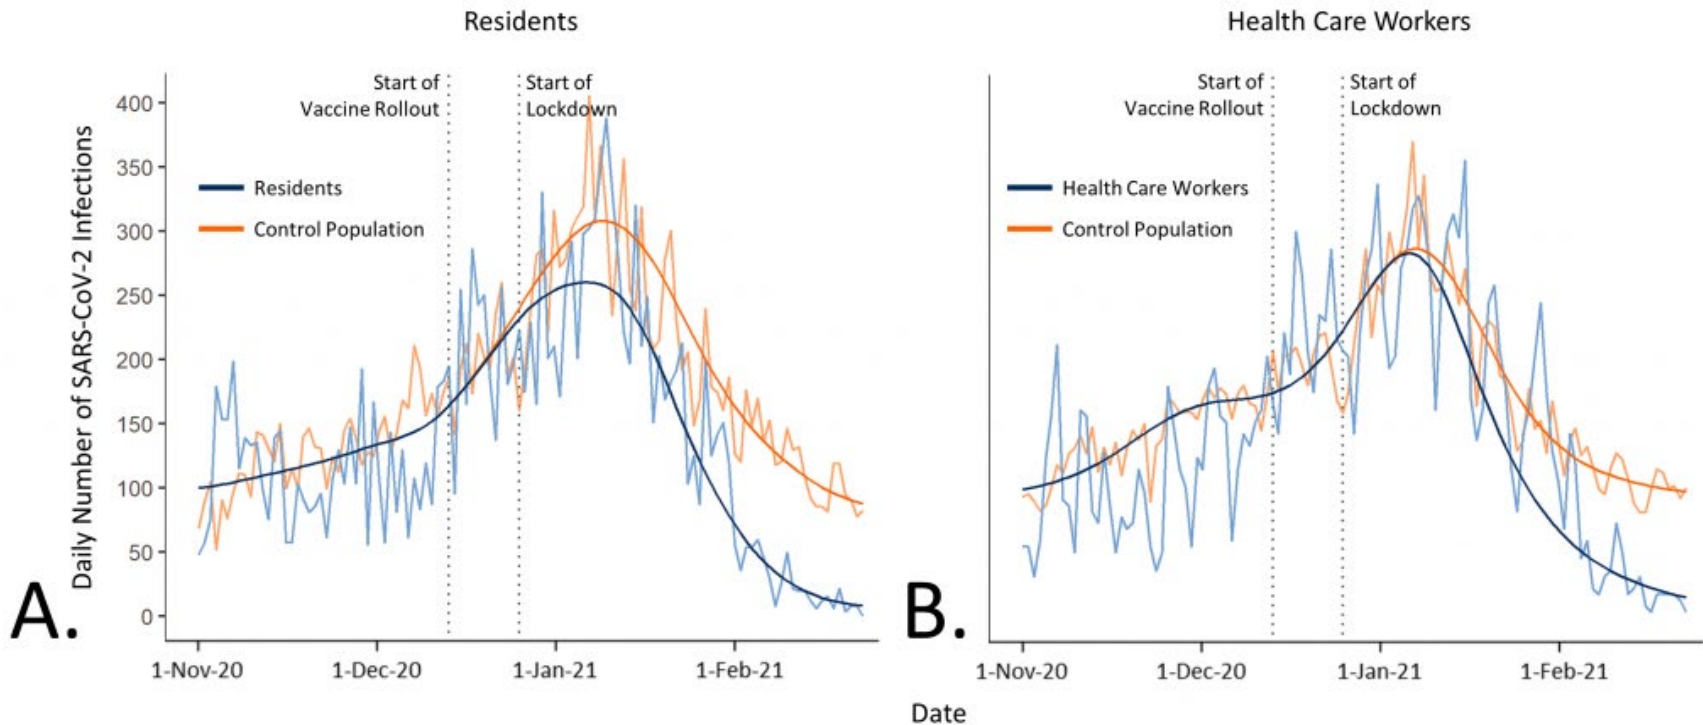 Residents
Health Care Workers
Start of
Vaccine Rollout
Start of
Lockdown
Residents
Control Population
Daily Number of SARS-CoV-2 Infections
400
350
300
250
200
150
100
50
0
1-Nov-20
1-Dec-20
1-Jan-21
1-Feb-21
A.
Start of
Vaccine Rollout
Start of
Lockdown
Health Care Workers
Control Population
1-Nov-20
1-Dec-20
1-Jan-21
1-Feb-21
B.
Date